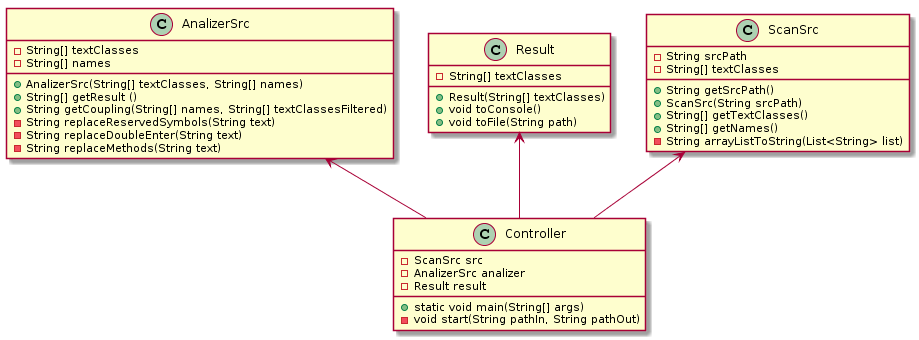 C AnalizerSrc
String[] textClasses
String[] names
AnalizerSrc(String[] textClasses, String[] names)
String[] getResult ()
String getCoupling(String[] names, String[] textClassesFiltered)
String replaceReservedSymbols(String text)
String replaceDoubleEnter(String text)
String replaceMethods(String text)
C Result
String[] textClasses
Result(String[] textClasses)
void toConsole()
void toFile(String path)
C ScanSrc
String srcPath
String[] textClasses
String getSrcPath()
ScanSrc(String srcPath)
String[] getTextClasses()
String[] getNames()
String arrayListToString(List<String> list)
C Controller
ScanSrc src
AnalizerSrc analizer
Result result
static void main(String[] args)
void start(String pathIn, String pathOut)